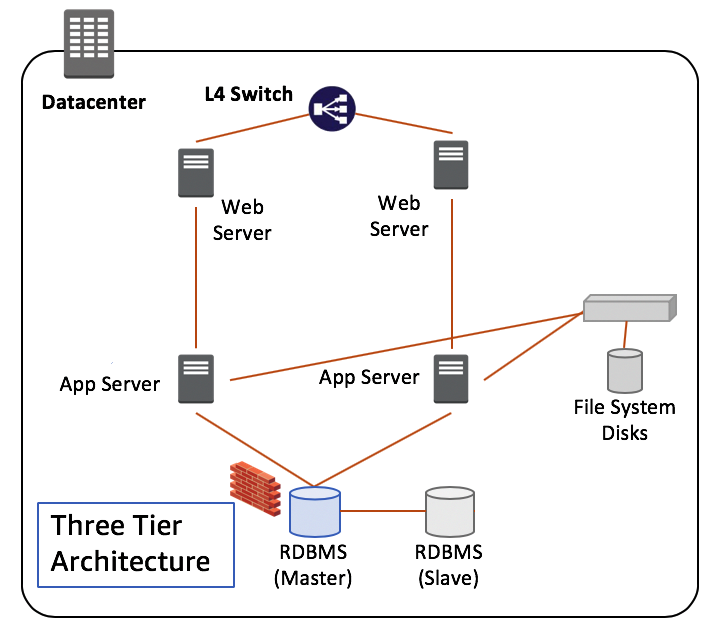 Datacenter
L4 Switch
Web
Server
Web
Server
App Server
App Server
File System
Disks
Three Tier
Architecture
RDBMS
(Master)
RDBMS
(Slave)